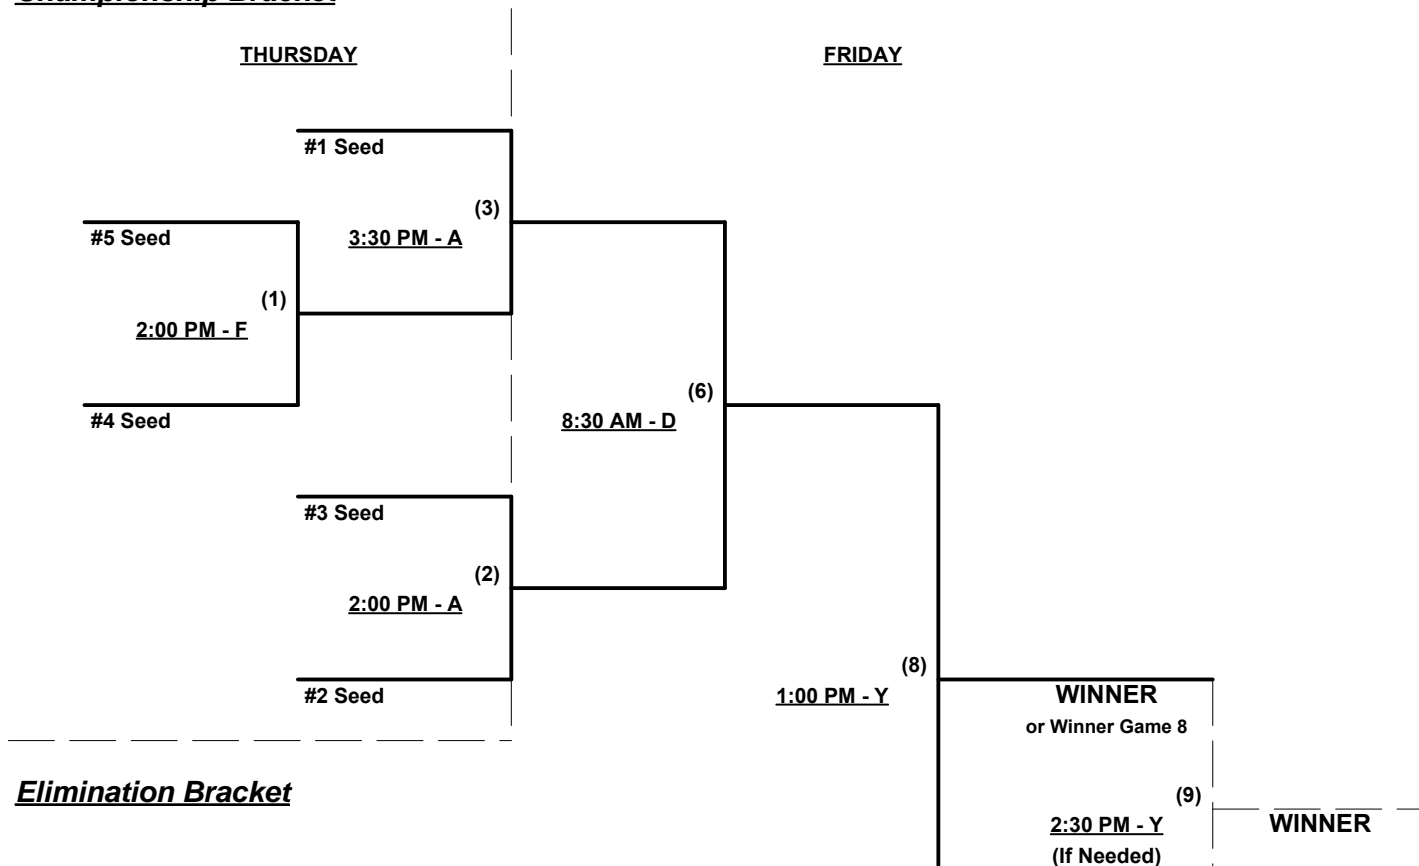 Championship Bracket
THURSDAY
FRIDAY
#1 Seed
(3)
3:30 PM - A
#5 Seed
(1)
2:00 PM - F
#4 Seed
(6)
8:30 AM - D
#3 Seed
(2)
2:00 PM - A
#2 Seed
(8)
1:00 PM - Y
WINNER
or Winner Game 8
Elimination Bracket
(9)
2:30 PM - Y
(If Needed)
WINNER